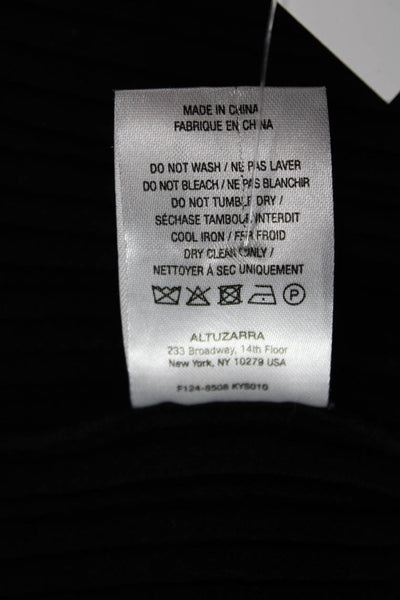 MADE IN CHINA
FABRIQUE EN CHINA
DO NOT WASH / NE PAS LAVER
DO NOT BLEACH / NE PAS BLANCHIR
DO NOT TUMBLE DRY /
SÉCHASE TAMBOUR INTERDIT
COOL IRON / FER FROID
DRY CLEAN ONLY /
NETTOYER À SEC UNIQUEMENT
P
ALTUZARRA
233 Broadway, 14th Floor
New York, NY 10279 USA
F124-8508 KYS016